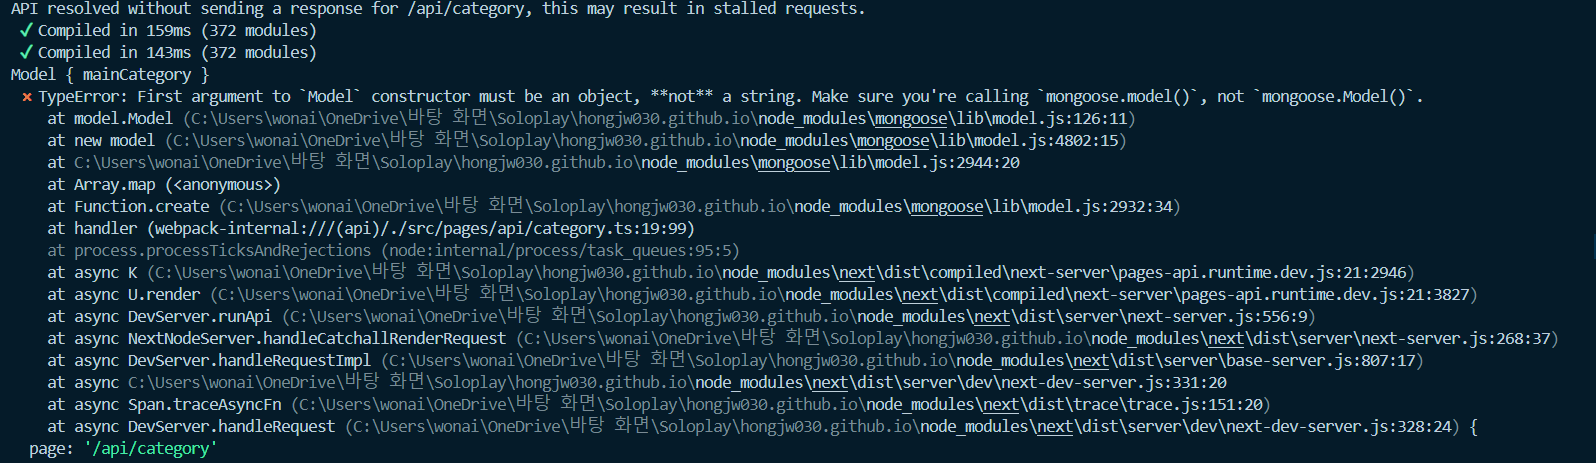 API resolved without sending a response for /api/category, this may result in stalled requests.
✓ Compiled in 159ms (372 modules)
✓ Compiled in 143ms (372 modules)
Model { mainCategory }
⨯ TypeError: First argument to `Model` constructor must be an object, **not** a string. Make sure you're calling `mongoose.model()`, not `mongoose.Model()`.
    at model.Model (C:\Users\wonai\OneDrive\바탕 화면\Soloplay\hongjw030.github.io\node_modules\mongoose\lib\model.js:126:11)
    at new model (C:\Users\wonai\OneDrive\바탕 화면\Soloplay\hongjw030.github.io\node_modules\mongoose\lib\model.js:4802:15)
    at C:\Users\wonai\OneDrive\바탕 화면\Soloplay\hongjw030.github.io\node_modules\mongoose\lib\model.js:2944:20
    at Array.map (<anonymous>)
    at Function.create (C:\Users\wonai\OneDrive\바탕 화면\Soloplay\hongjw030.github.io\node_modules\mongoose\lib\model.js:2932:34)
    at handler (webpack-internal:///(api)/./src/pages/api/category.ts:19:99)
    at process.processTicksAndRejections (node:internal/process/task_queues:95:5)
    at async K (C:\Users\wonai\OneDrive\바탕 화면\Soloplay\hongjw030.github.io\node_modules\next\dist\compiled\next-server\pages-api.runtime.dev.js:21:2946)
    at async U.render (C:\Users\wonai\OneDrive\바탕 화면\Soloplay\hongjw030.github.io\node_modules\next\dist\compiled\next-server\pages-api.runtime.dev.js:21:3827)
    at async DevServer.runApi (C:\Users\wonai\OneDrive\바탕 화면\Soloplay\hongjw030.github.io\node_modules\next\dist\server\next-server.js:556:9)
    at async NextNodeServer.handleCatchallRenderRequest (C:\Users\wonai\OneDrive\바탕 화면\Soloplay\hongjw030.github.io\node_modules\next\dist\server\next-server.js:268:37)
    at async DevServer.handleRequestImpl (C:\Users\wonai\OneDrive\바탕 화면\Soloplay\hongjw030.github.io\node_modules\next\dist\server\base-server.js:807:17)
    at async C:\Users\wonai\OneDrive\바탕 화면\Soloplay\hongjw030.github.io\node_modules\next\dist\server\dev\next-dev-server.js:331:20
    at async Span.traceAsyncFn (C:\Users\wonai\OneDrive\바탕 화면\Soloplay\hongjw030.github.io\node_modules\next\dist\trace\trace.js:151:20)
    at async DevServer.handleRequest (C:\Users\wonai\OneDrive\바탕 화면\Soloplay\hongjw030.github.io\node_modules\next\dist\server\dev\next-dev-server.js:328:24) {
  page: '/api/category'